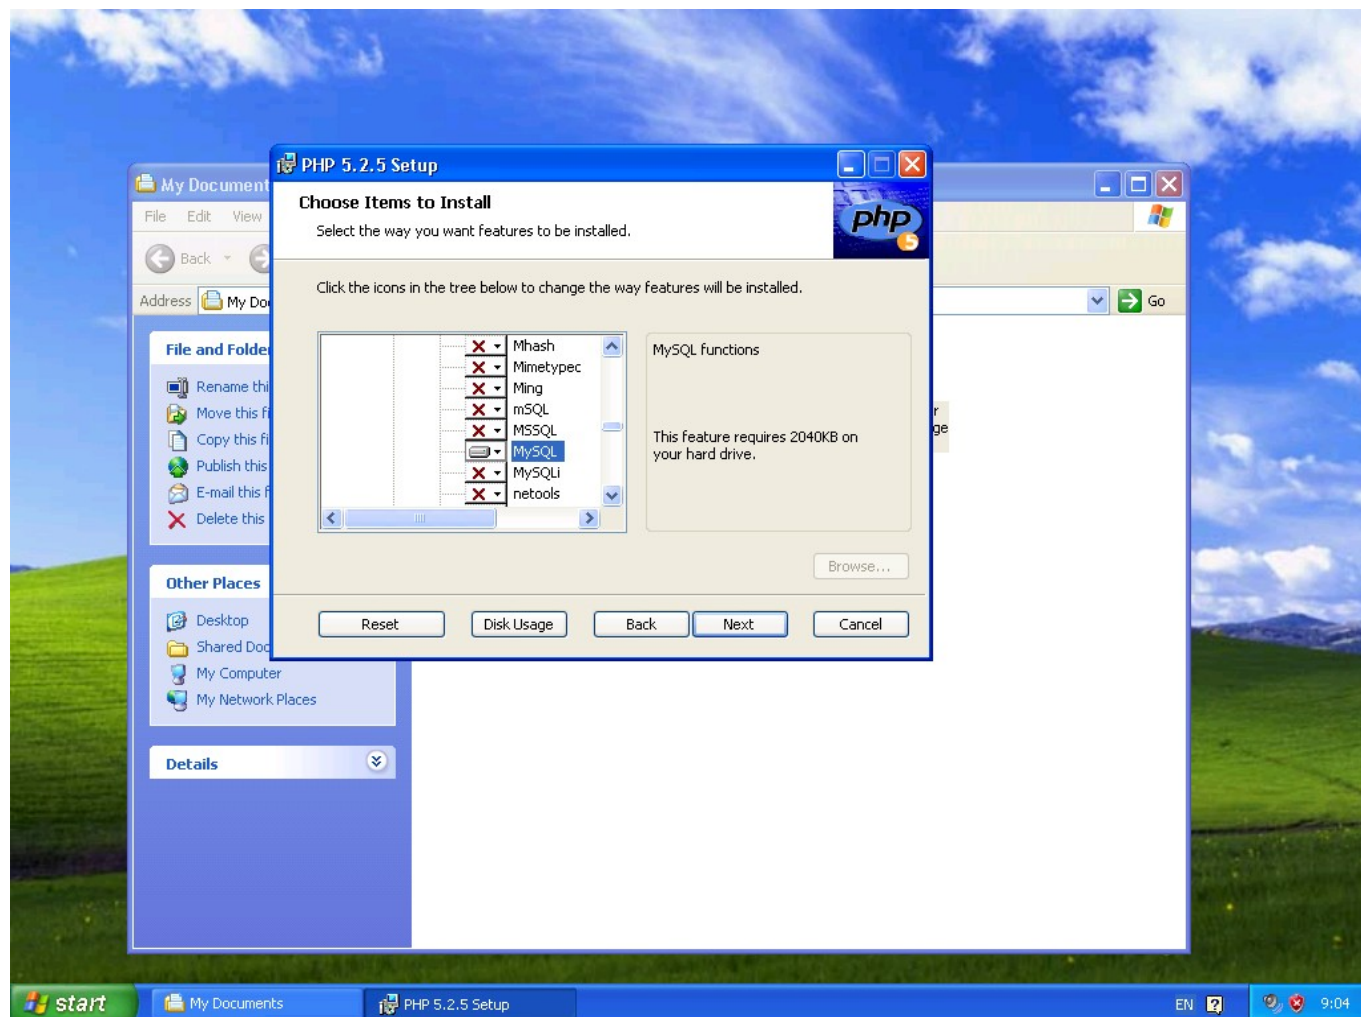 PHP 5.2.5 Setup
My Document
File Edit View
Choose Items to Install
Select the way you want features to be installed.
php
5
Back
Address My Do
Go
Click the icons in the tree below to change the way features will be installed.
File and Folde
Rename thi
Move this fi
Copy this fi
Publish this
E-mail this f
Delete this
Mhash
Mimetypec
Ming
mSQL
MSSQL
MySQL
MySQLi
netools
MySQL functions
This feature requires 2040KB on
your hard drive.
r
ge
Browse...
Other Places
Desktop
Shared Doc
My Computer
My Network Places
Reset Disk Usage Back Next Cancel
Details
start My Documents PHP 5.2.5 Setup EN 9:04